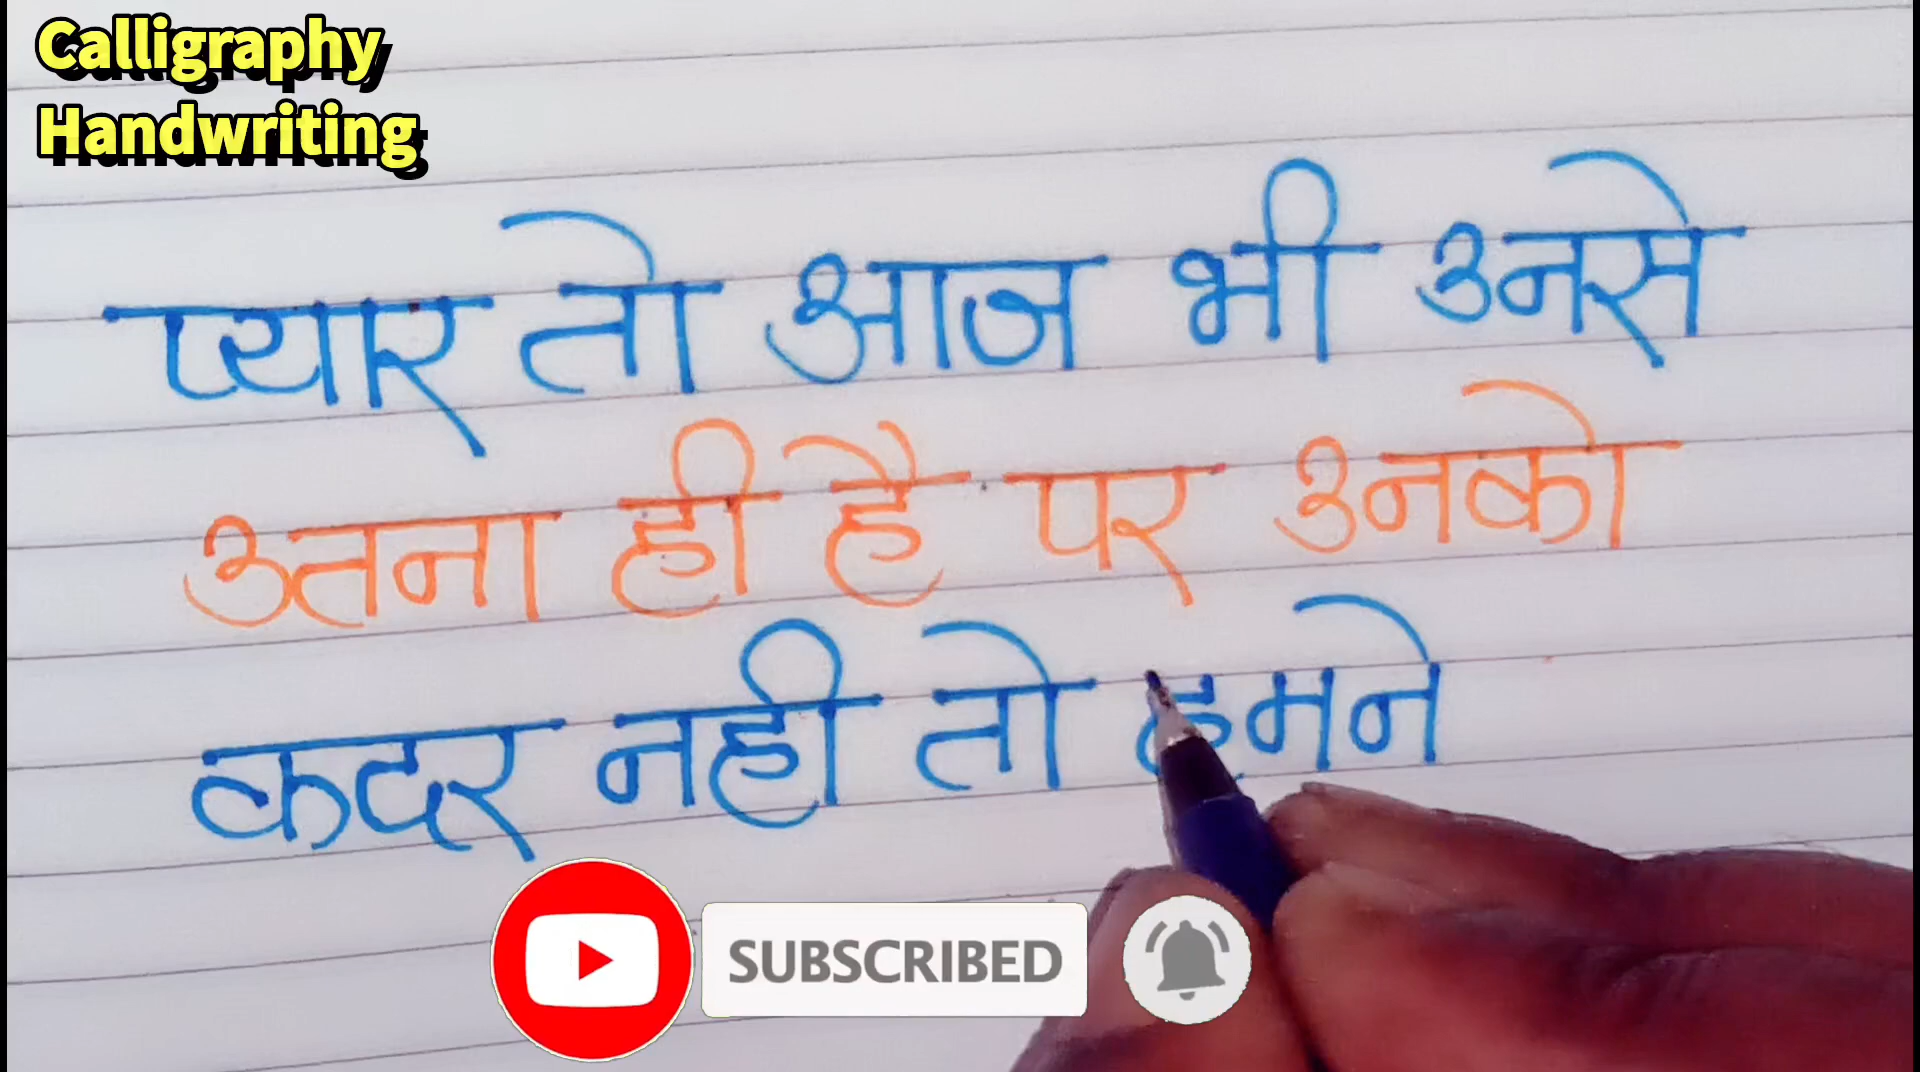 Calligraphy
Handwriting
प्यार तो आज भी उनसे
उतना ही है पर उनको
कदर नही तो हमने
SUBSCRIBED